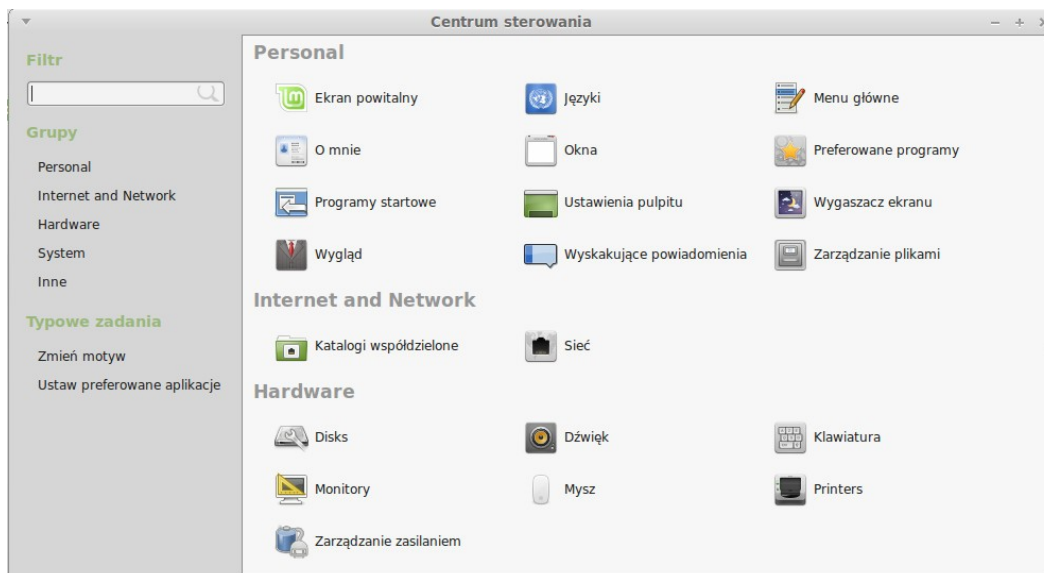 Centrum sterowania
Filtr
Grupy
Personal
Internet and Network
Hardware
System
Inne
Typowe zadania
Zmień motyw
Ustaw preferowane aplikacje
Personal
Ekran powitalny
Języki
Menu główne
O mnie
Okna
Preferowane programy
Programy startowe
Ustawienia pulpitu
Wygaszacz ekranu
Wygląd
Wyskakujące powiadomienia
Zarządzanie plikami
Internet and Network
Katalogi współdzielone
Sieć
Hardware
Disks
Dźwięk
Klawiatura
Monitory
Mysz
Printers
Zarządzanie zasilaniem